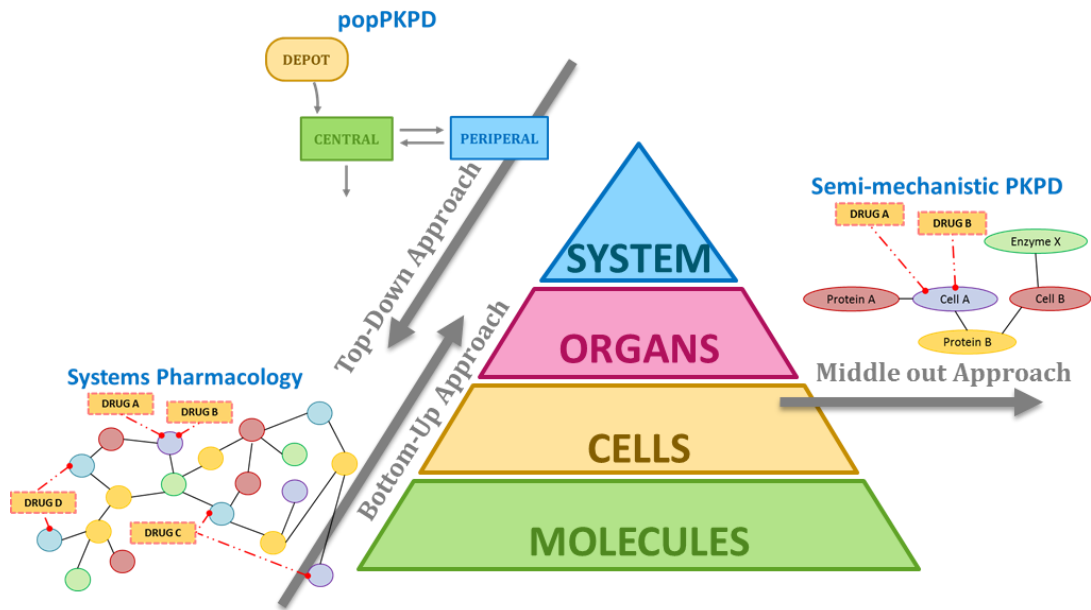 popPKPD
DEPOT
CENTRAL
PERIPERAL
Top-Down Approach
SYSTEM
ORGANS
CELLS
MOLECULES
Semi-mechanistic PKPD
DRUG A
DRUG B
Enzyme X
Protein A
Cell A
Cell B
Protein B
Middle out Approach
Bottom-Up Approach
Systems Pharmacology
DRUG A
DRUG B
DRUG D
DRUG C